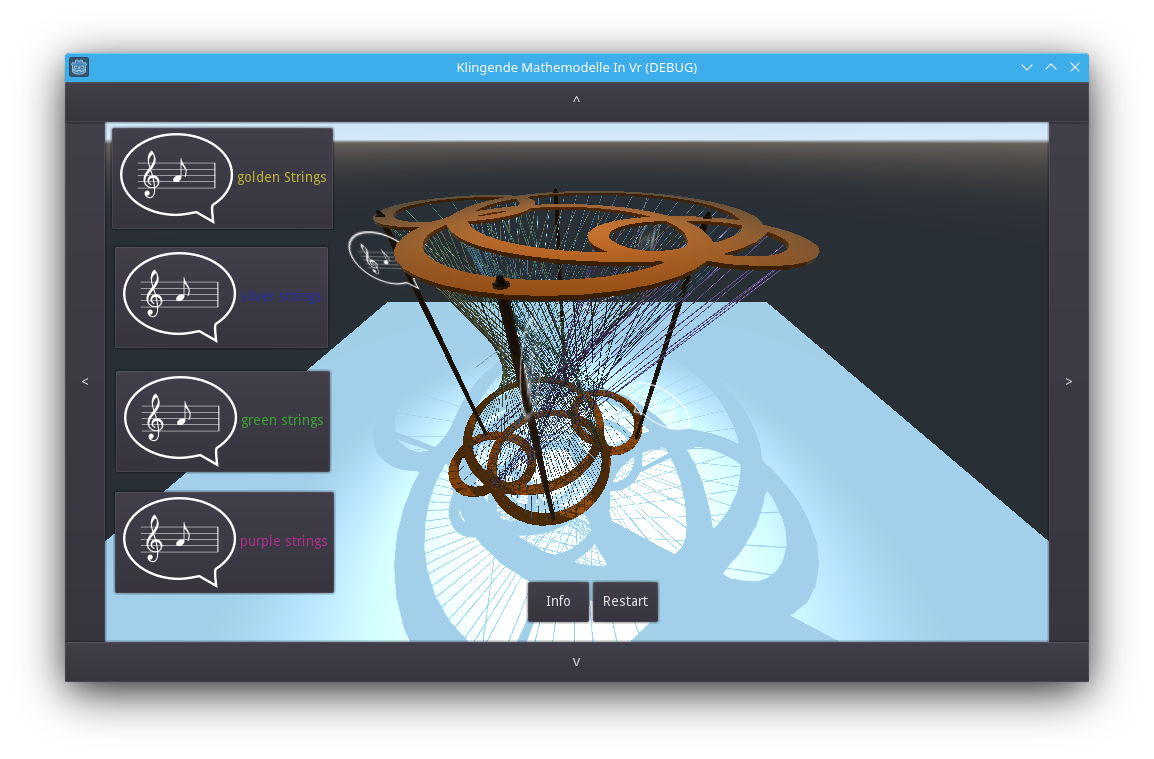 Klingende Mathemodelle In Vr (DEBUG)
^
golden Strings
silver strings
<
>
green strings
purple strings
Info
Restart
v